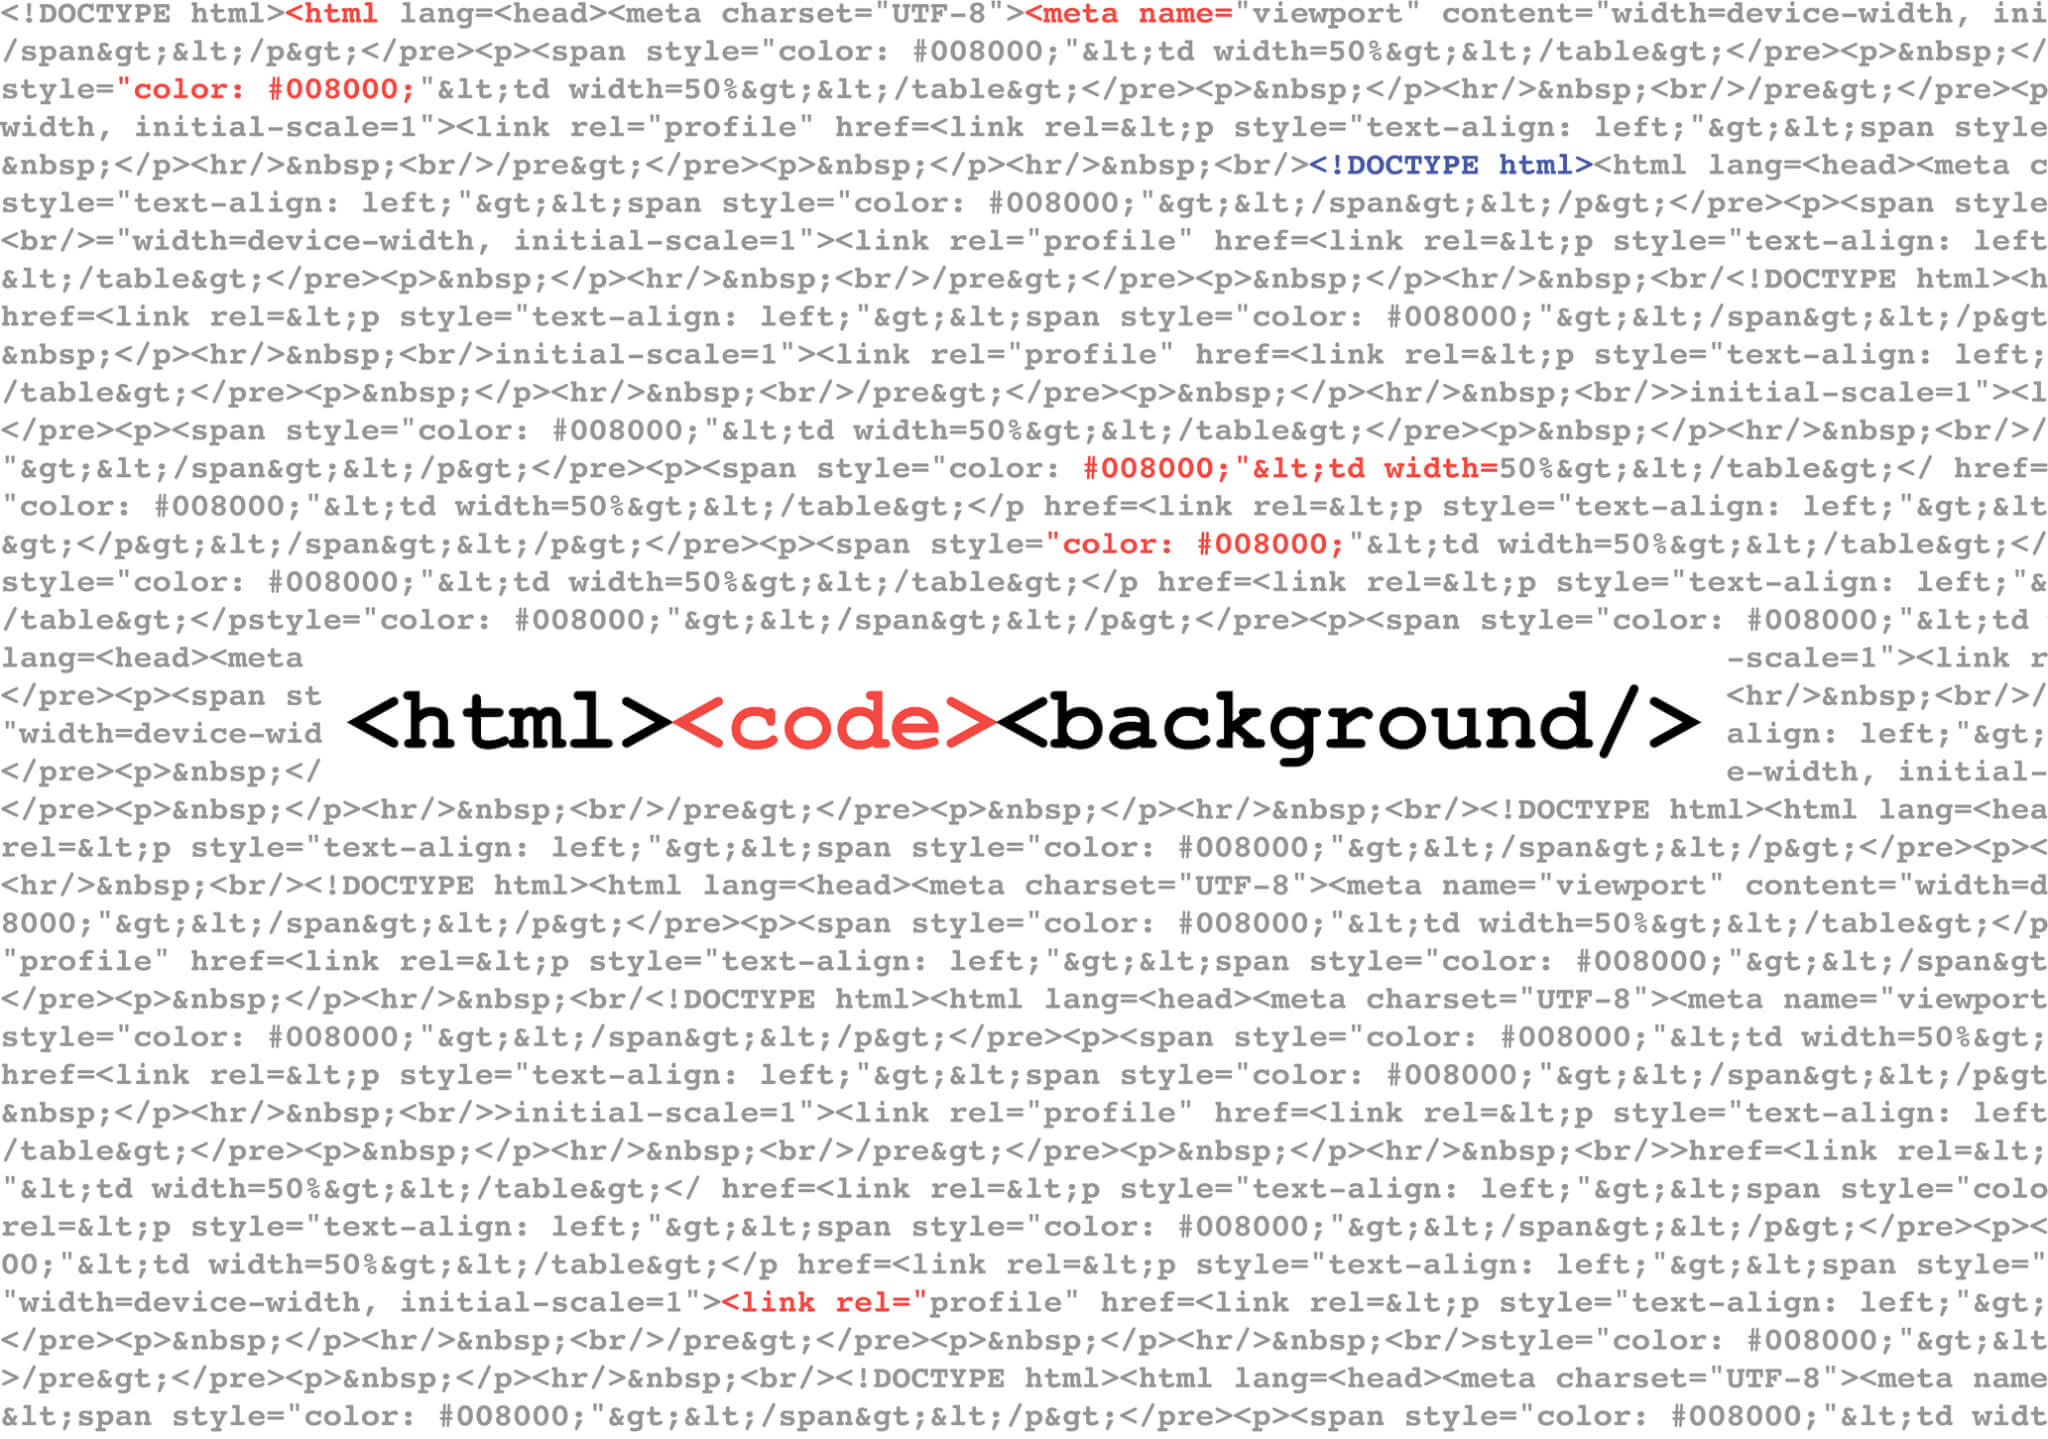 <!DOCTYPE html><html lang=<head><meta charset="UTF-8"><meta name="viewport" content="width=device-width, ini
/span&gt;&lt;/p&gt;</pre><p><span style="color: #008000;"&lt;td width=50%&gt;&lt;/table&gt;</pre><p>&nbsp;</
style="color: #008000;"&lt;td width=50%&gt;&lt;/table&gt;</pre><p>&nbsp;</p><hr/>&nbsp;<br/>/pre&gt;</pre><p
width, initial-scale=1"><link rel="profile" href=<link rel=&lt;p style="text-align: left;"&gt;&lt;span style
&nbsp;</p><hr/>&nbsp;<br/>/pre&gt;</pre><p>&nbsp;</p><hr/>&nbsp;<br/><!DOCTYPE html><html lang=<head><meta c
style="text-align: left;"&gt;&lt;span style="color: #008000;"&gt;&lt;/span&gt;&lt;/p&gt;</pre><p><span style
<br/>="width=device-width, initial-scale=1"><link rel="profile" href=<link rel=&lt;p style="text-align: left
&lt;/table&gt;</pre><p>&nbsp;</p><hr/>&nbsp;<br/>/pre&gt;</pre><p>&nbsp;</p><hr/>&nbsp;<br/<!DOCTYPE html><h
href=<link rel=&lt;p style="text-align: left;"&gt;&lt;span style="color: #008000;"&gt;&lt;/span&gt;&lt;/p&gt
&nbsp;</p><hr/>&nbsp;<br/>initial-scale=1"><link rel="profile" href=<link rel=&lt;p style="text-align: left;
/table&gt;</pre><p>&nbsp;</p><hr/>&nbsp;<br/>/pre&gt;</pre><p>&nbsp;</p><hr/>&nbsp;<br/>>initial-scale=1"><l
</pre><p><span style="color: #008000;"&lt;td width=50%&gt;&lt;/table&gt;</pre><p>&nbsp;</p><hr/>&nbsp;<br/>/
"&gt;&lt;/span&gt;&lt;/p&gt;</pre><p><span style="color: #008000;"&lt;td width=50%&gt;&lt;/table&gt;</ href=
"color: #008000;"&lt;td width=50%&gt;&lt;/table&gt;</p href=<link rel=&lt;p style="text-align: left;"&gt;&lt
&gt;</p&gt;&lt;/span&gt;&lt;/p&gt;</pre><p><span style="color: #008000;"&lt;td width=50%&gt;&lt;/table&gt;</
style="color: #008000;"&lt;td width=50%&gt;&lt;/table&gt;</p href=<link rel=&lt;p style="text-align: left;"&
/table&gt;</pstyle="color: #008000;"&gt;&lt;/span&gt;&lt;/p&gt;</pre><p><span style="color: #008000;"&lt;td
lang=<head><meta -scale=1"><link r
</pre><p><span st <hr/>&nbsp;<br/>/
<html><code><background/>
"width=device-wid align: left;"&gt;
</pre><p>&nbsp;</ e-width, initial-
</pre><p>&nbsp;</p><hr/>&nbsp;<br/>/pre&gt;</pre><p>&nbsp;</p><hr/>&nbsp;<br/><!DOCTYPE html><html lang=<hea
rel=&lt;p style="text-align: left;"&gt;&lt;span style="color: #008000;"&gt;&lt;/span&gt;&lt;/p&gt;</pre><p><
<hr/>&nbsp;<br/><!DOCTYPE html><html lang=<head><meta charset="UTF-8"><meta name="viewport" content="width=d
8000;"&gt;&lt;/span&gt;&lt;/p&gt;</pre><p><span style="color: #008000;"&lt;td width=50%&gt;&lt;/table&gt;</p
"profile" href=<link rel=&lt;p style="text-align: left;"&gt;&lt;span style="color: #008000;"&gt;&lt;/span&gt
</pre><p>&nbsp;</p><hr/>&nbsp;<br/<!DOCTYPE html><html lang=<head><meta charset="UTF-8"><meta name="viewport
style="color: #008000;"&gt;&lt;/span&gt;&lt;/p&gt;</pre><p><span style="color: #008000;"&lt;td width=50%&gt;
href=<link rel=&lt;p style="text-align: left;"&gt;&lt;span style="color: #008000;"&gt;&lt;/span&gt;&lt;/p&gt
&nbsp;</p><hr/>&nbsp;<br/>>initial-scale=1"><link rel="profile" href=<link rel=&lt;p style="text-align: left
/table&gt;</pre><p>&nbsp;</p><hr/>&nbsp;<br/>/pre&gt;</pre><p>&nbsp;</p><hr/>&nbsp;<br/>>href=<link rel=&lt;
"&lt;td width=50%&gt;&lt;/table&gt;</ href=<link rel=&lt;p style="text-align: left;"&gt;&lt;span style="colo
rel=&lt;p style="text-align: left;"&gt;&lt;span style="color: #008000;"&gt;&lt;/span&gt;&lt;/p&gt;</pre><p><
00;"&lt;td width=50%&gt;&lt;/table&gt;</p href=<link rel=&lt;p style="text-align: left;"&gt;&lt;span style="
"width=device-width, initial-scale=1"><link rel="profile" href=<link rel=&lt;p style="text-align: left;"&gt;
</pre><p>&nbsp;</p><hr/>&nbsp;<br/>/pre&gt;</pre><p>&nbsp;</p><hr/>&nbsp;<br/>style="color: #008000;"&gt;&lt
>/pre&gt;</pre><p>&nbsp;</p><hr/>&nbsp;<br/><!DOCTYPE html><html lang=<head><meta charset="UTF-8"><meta name
&lt;span style="color: #008000;"&gt;&lt;/span&gt;&lt;/p&gt;</pre><p><span style="color: #008000;"&lt;td widt